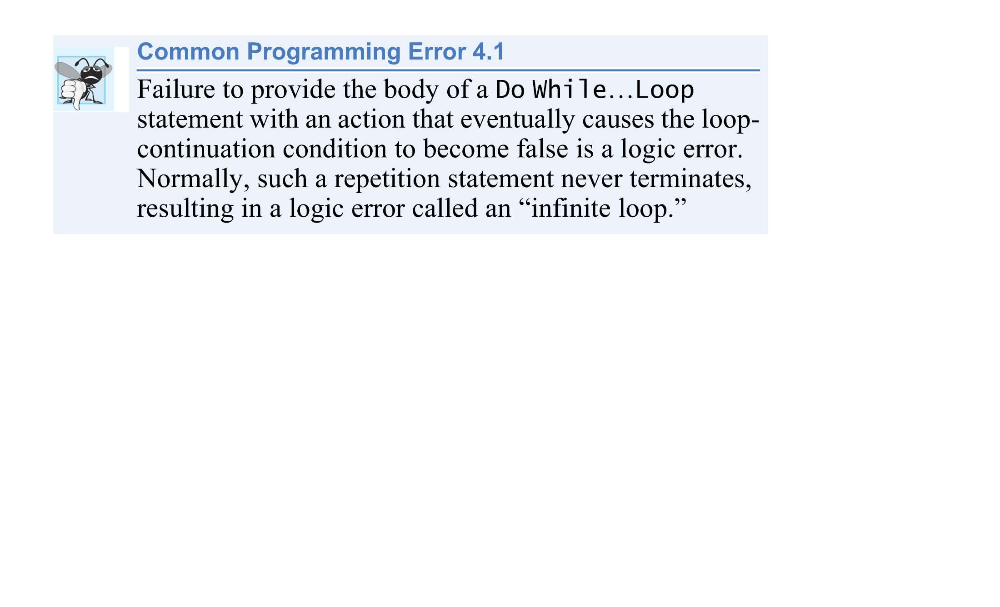 Common Programming Error 4.1
Failure to provide the body of a Do While…Loop
statement with an action that eventually causes the loop-
continuation condition to become false is a logic error.
Normally, such a repetition statement never terminates,
resulting in a logic error called an “infinite loop.”